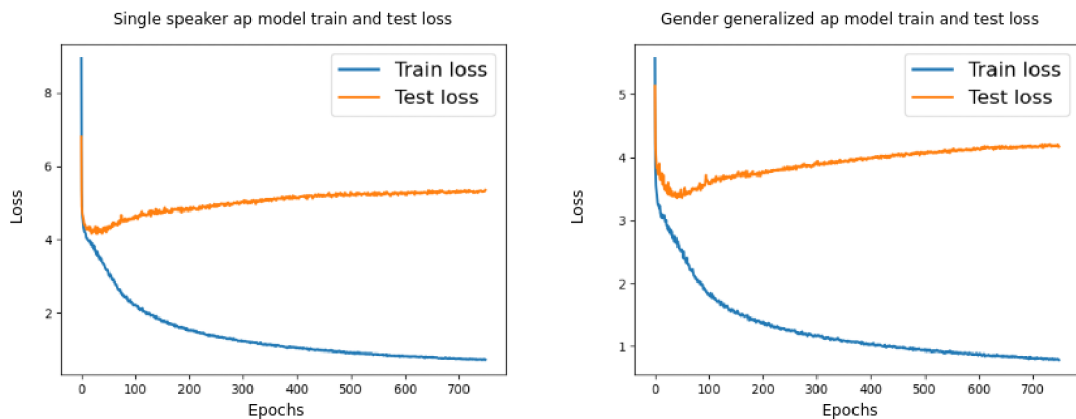 Single speaker ap model train and test loss
Train loss
Test loss
8
6
4
2
Loss
0 100 200 300 400 500 600 700
Epochs
Gender generalized ap model train and test loss
Train loss
Test loss
5
4
3
2
1
Loss
0 100 200 300 400 500 600 700
Epochs